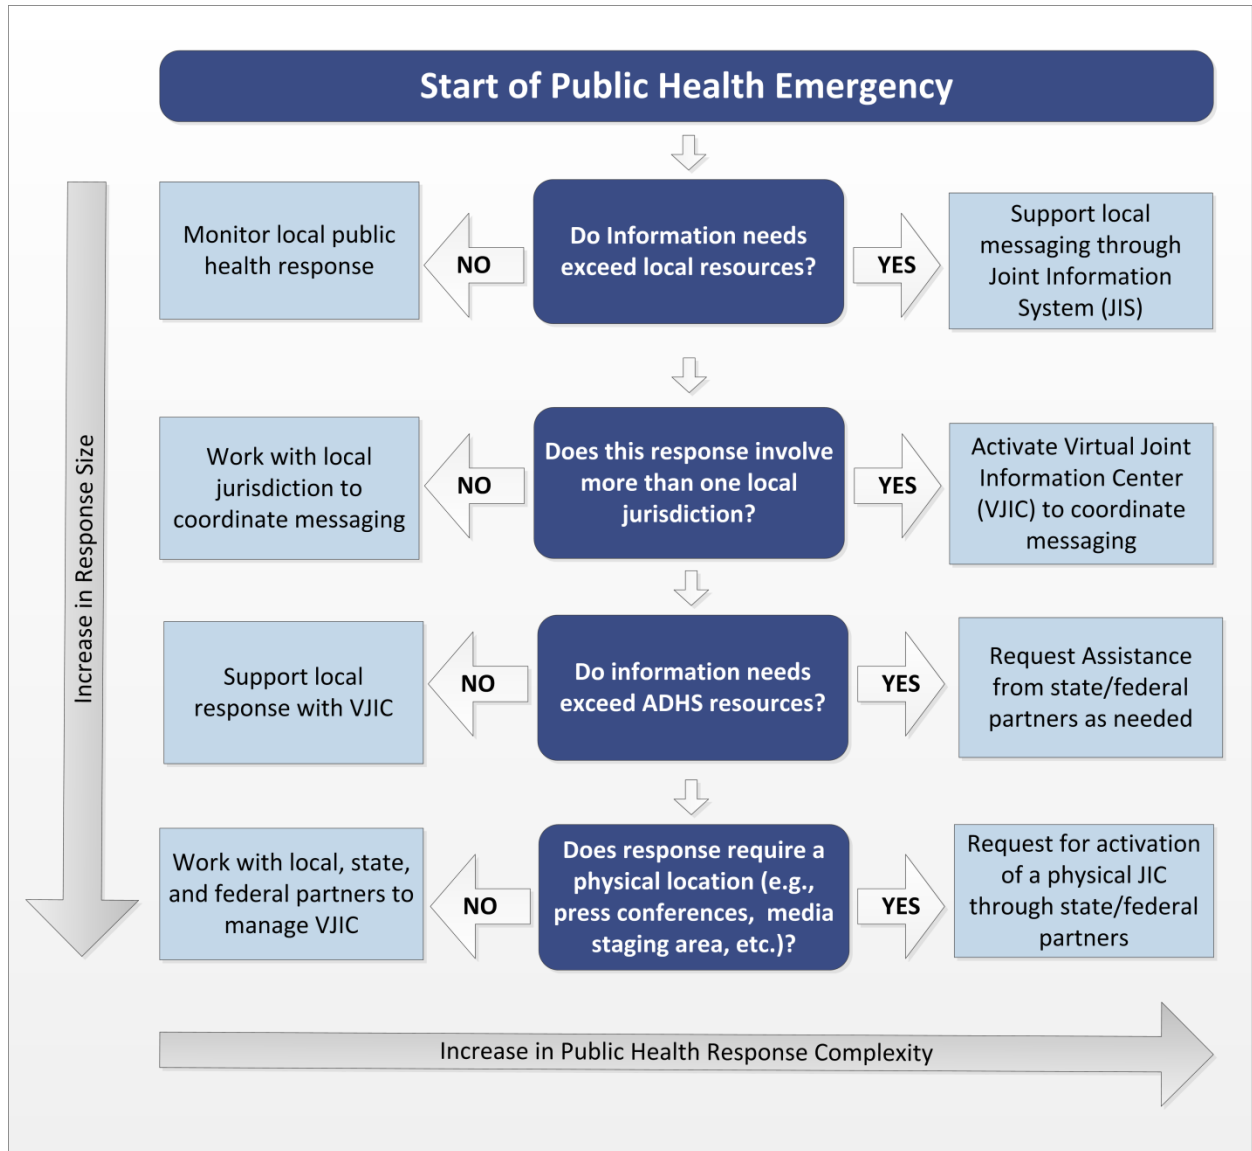 Start of Public Health Emergency
Monitor local public
health response
NO
Do Information needs
exceed local resources?
YES
Support local
messaging through
Joint Information
System (JIS)
Work with local
jurisdiction to
coordinate messaging
NO
Does this response involve
more than one local
jurisdiction?
YES
Activate Virtual Joint
Information Center
(VJIC) to coordinate
messaging
Support local
response with VJIC
NO
Do information needs
exceed ADHS resources?
YES
Request Assistance
from state/federal
partners as needed
Work with local, state,
and federal partners to
manage VJIC
NO
Does response require a
physical location (e.g.,
press conferences,  media
staging area, etc.)?
YES
Request for activation
of a physical JIC
through state/federal
partners
Increase in Response Size
Increase in Public Health Response Complexity